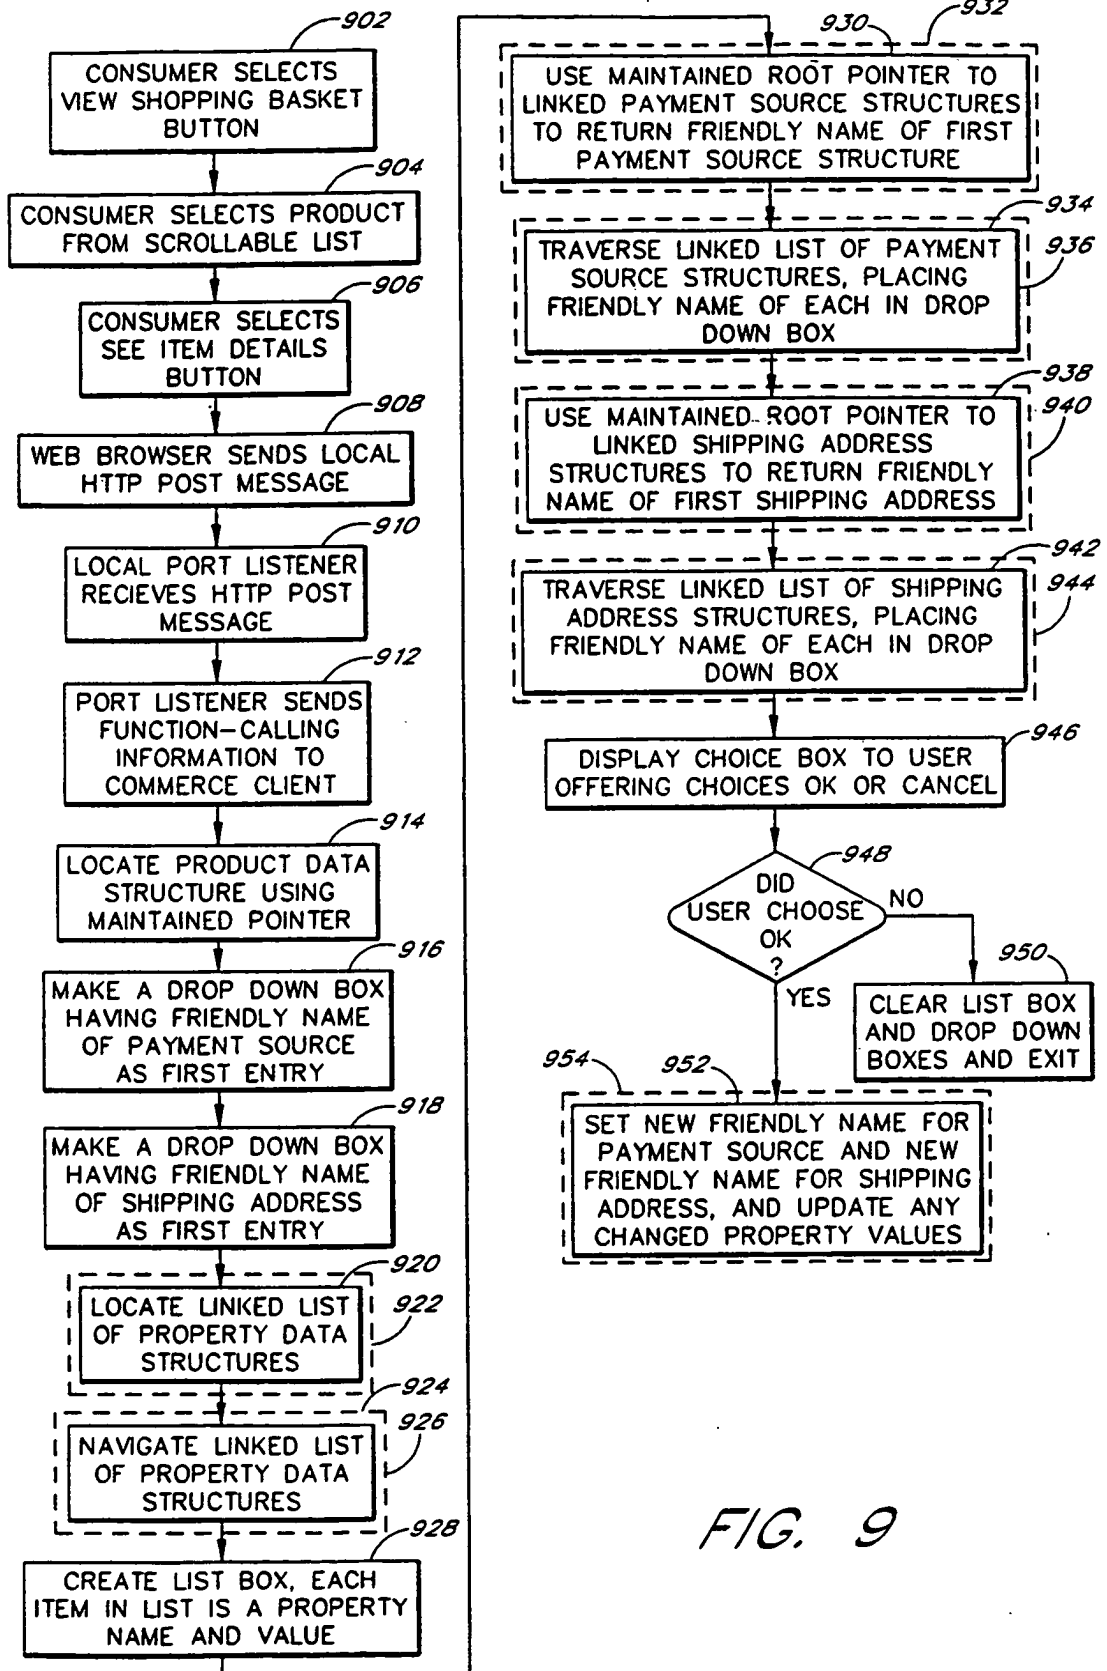 902
CONSUMER SELECTS
VIEW SHOPPING BASKET
BUTTON
904
CONSUMER SELECTS PRODUCT
FROM SCROLLABLE LIST
906
CONSUMER SELECTS
SEE ITEM DETAILS
BUTTON
908
WEB BROWSER SENDS LOCAL
HTTP POST MESSAGE
910
LOCAL PORT LISTENER
RECIEVES HTTP POST
MESSAGE
912
PORT LISTENER SENDS
FUNCTION-CALLING
INFORMATION TO
COMMERCE CLIENT
914
LOCATE PRODUCT DATA
STRUCTURE USING
MAINTAINED POINTER
916
MAKE A DROP DOWN BOX
HAVING FRIENDLY NAME
OF PAYMENT SOURCE
AS FIRST ENTRY
918
MAKE A DROP DOWN BOX
HAVING FRIENDLY NAME
OF SHIPPING ADDRESS
AS FIRST ENTRY
920
922
LOCATE LINKED LIST
OF PROPERTY DATA
STRUCTURES
924
926
NAVIGATE LINKED LIST
OF PROPERTY DATA
STRUCTURES
928
CREATE LIST BOX, EACH
ITEM IN LIST IS A PROPERTY
NAME AND VALUE
930
932
USE MAINTAINED ROOT POINTER TO
LINKED PAYMENT SOURCE STRUCTURES
TO RETURN FRIENDLY NAME OF FIRST
PAYMENT SOURCE STRUCTURE
934
936
TRAVERSE LINKED LIST OF PAYMENT
SOURCE STRUCTURES, PLACING
FRIENDLY NAME OF EACH IN DROP
DOWN BOX
938
940
USE MAINTAINED ROOT POINTER TO
LINKED SHIPPING ADDRESS
STRUCTURES TO RETURN FRIENDLY
NAME OF FIRST SHIPPING ADDRESS
942
944
TRAVERSE LINKED LIST OF SHIPPING
ADDRESS STRUCTURES, PLACING
FRIENDLY NAME OF EACH IN DROP
DOWN BOX
946
DISPLAY CHOICE BOX TO USER
OFFERING CHOICES OK OR CANCEL
948
DID
USER CHOOSE
OK
?
NO
YES
950
CLEAR LIST BOX
AND DROP DOWN
BOXES AND EXIT
954
952
SET NEW FRIENDLY NAME FOR
PAYMENT SOURCE AND NEW
FRIENDLY NAME FOR SHIPPING
ADDRESS, AND UPDATE ANY
CHANGED PROPERTY VALUES
FIG. 9